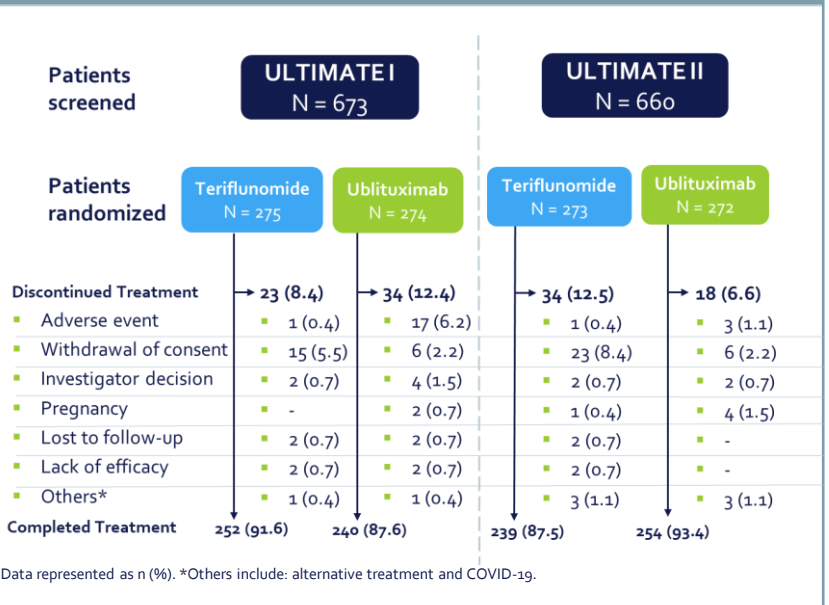 Patients screened
ULTIMATE I
N = 673
ULTIMATE II
N = 660
Patients randomized
Teriflunomide
N = 275
Ublituximab
N = 274
Teriflunomide
N = 273
Ublituximab
N = 272
Discontinued Treatment 23 (8.4) 34 (12.4) 34 (12.5) 18 (6.6)
▪ Adverse event ▪ 1 (0.4) ▪ 17 (6.2) ▪ 1 (0.4) ▪ 3 (1.1)
▪ Withdrawal of consent ▪ 15 (5.5) ▪ 6 (2.2) ▪ 23 (8.4) ▪ 6 (2.2)
▪ Investigator decision ▪ 2 (0.7) ▪ 4 (1.5) ▪ 2 (0.7) ▪ 2 (0.7)
▪ Pregnancy ▪ - ▪ 2 (0.7) ▪ 1 (0.4) ▪ 4 (1.5)
▪ Lost to follow-up ▪ 2 (0.7) ▪ 2 (0.7) ▪ 2 (0.7) ▪ -
▪ Lack of efficacy ▪ 2 (0.7) ▪ 2 (0.7) ▪ 2 (0.7) ▪ -
▪ Others* ▪ 1 (0.4) ▪ 1 (0.4) ▪ 3 (1.1) ▪ 3 (1.1)
Completed Treatment 252 (91.6) 240 (87.6) 239 (87.5) 254 (93.4)
Data represented as n (%). *Others include: alternative treatment and COVID-19.